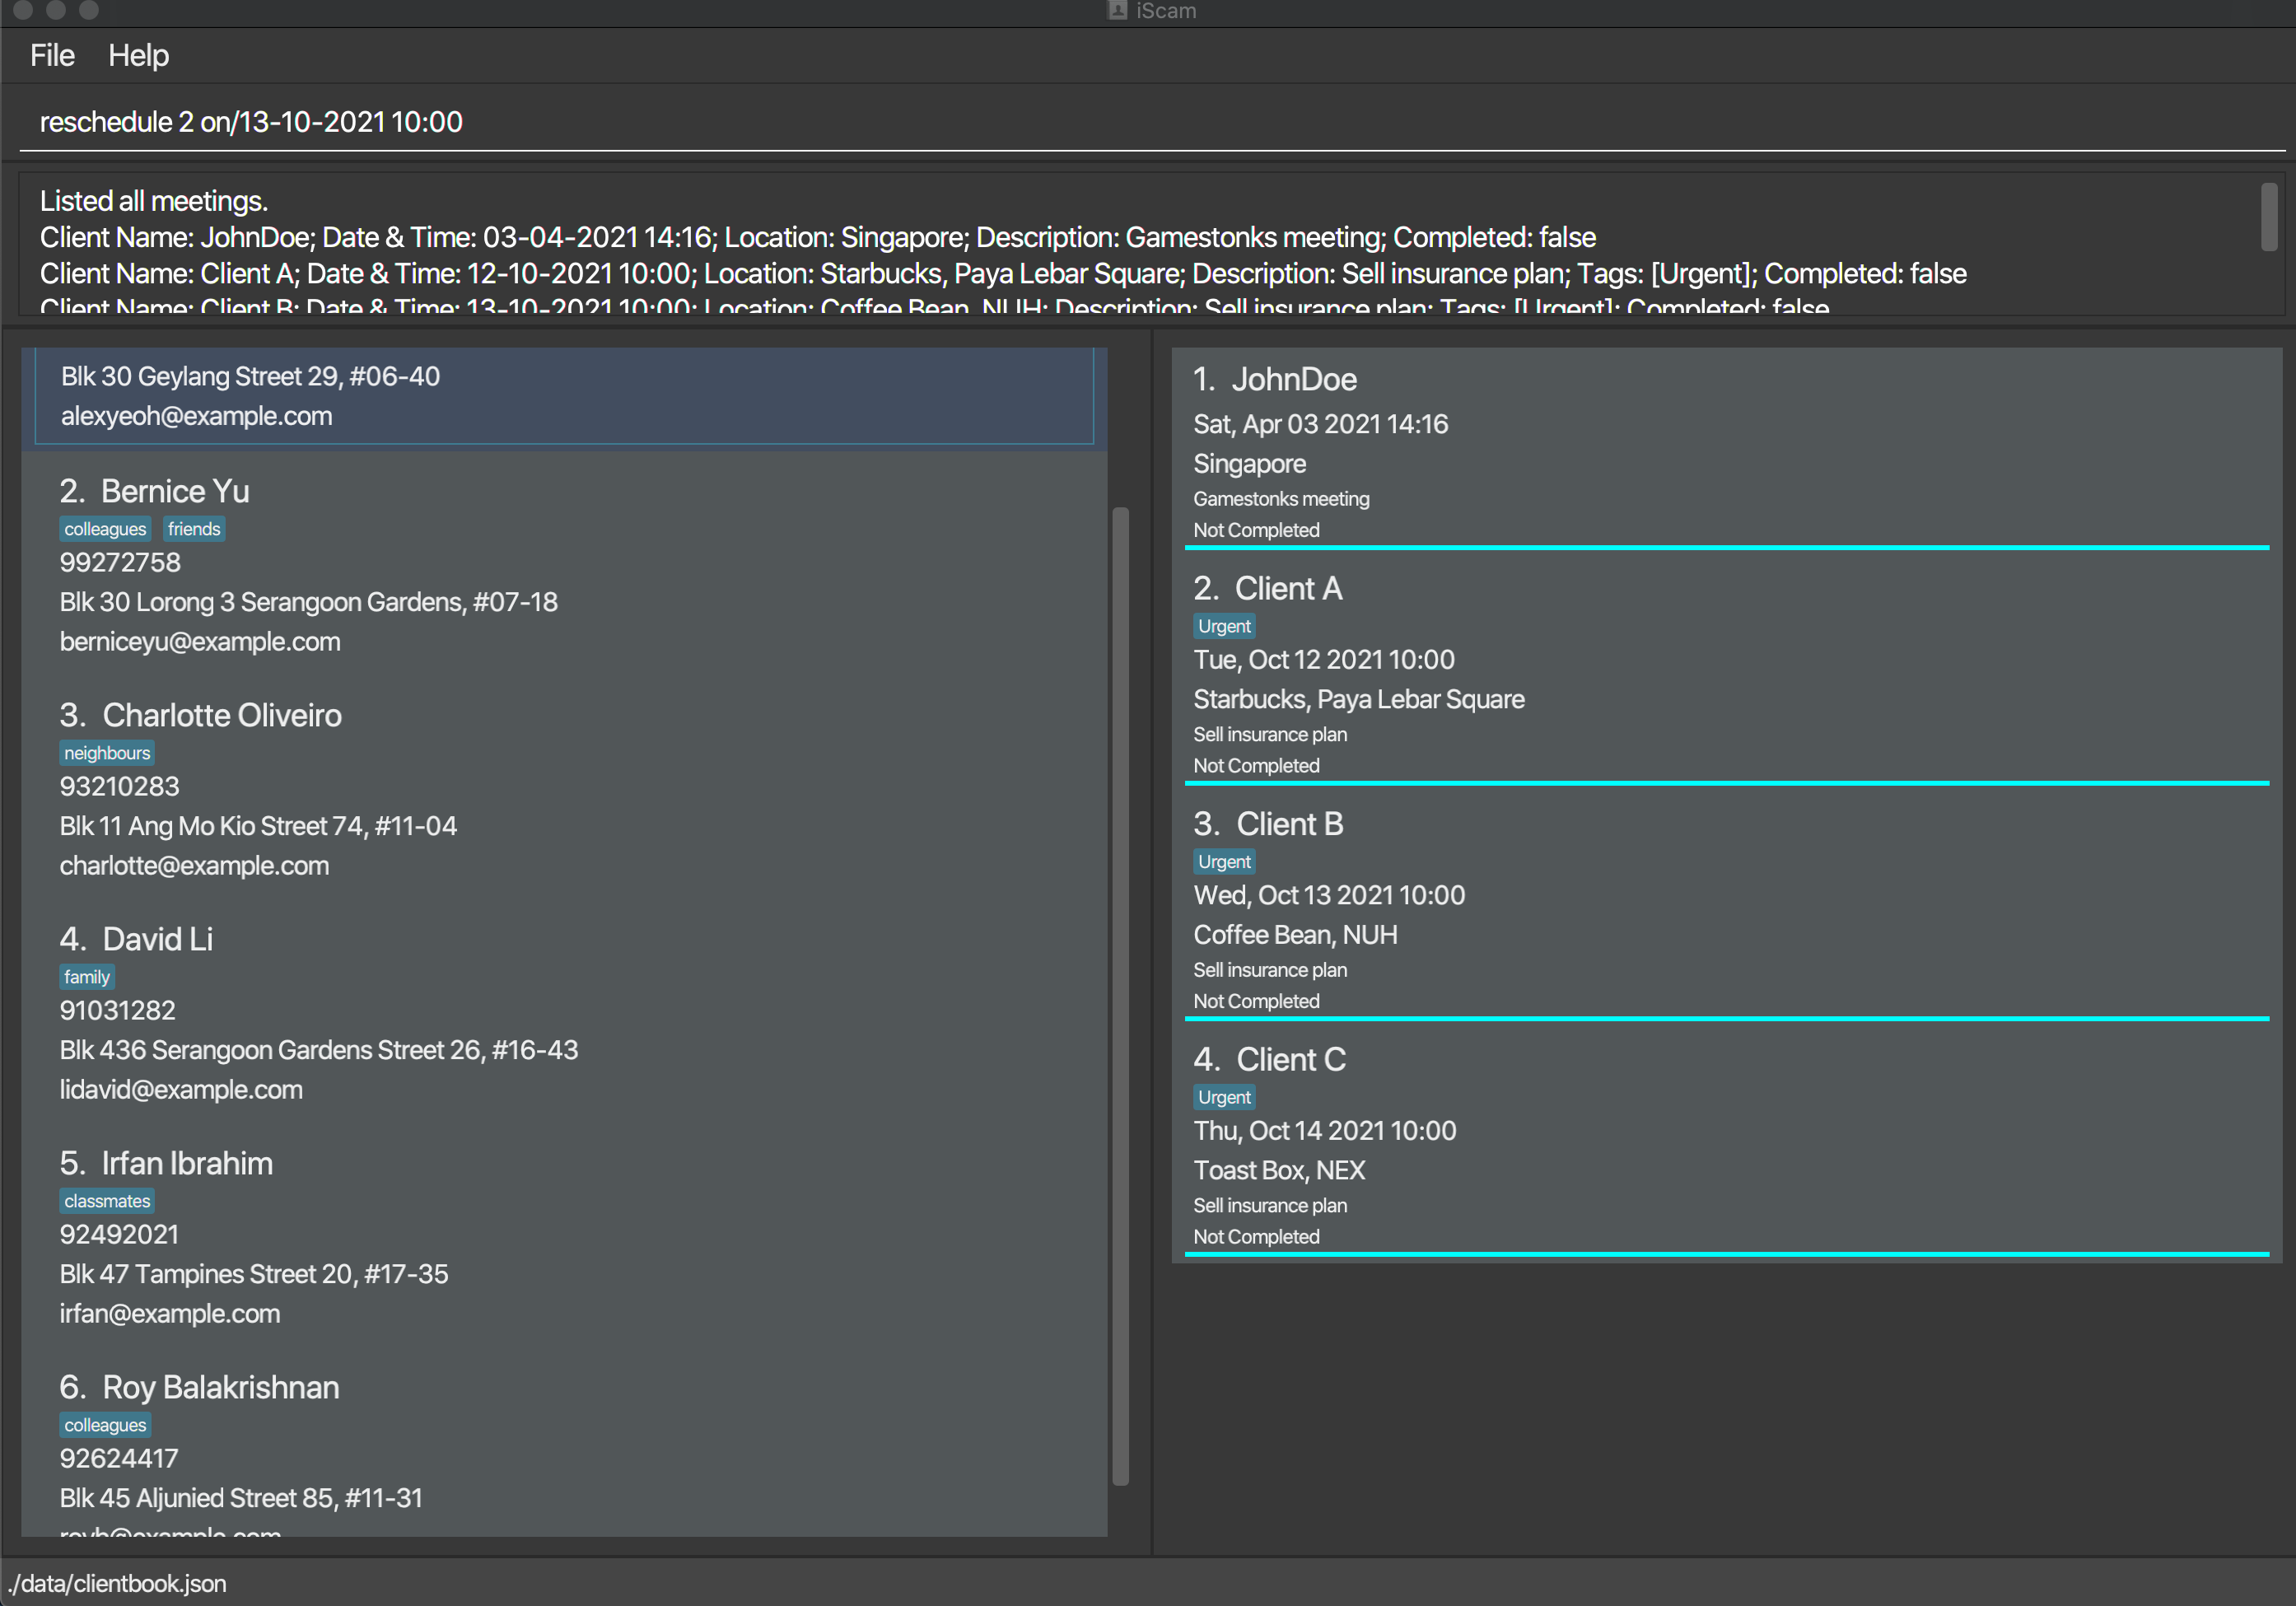 iScam
File Help
reschedule 2 on/13-10-2021 10:00
Listed all meetings.
Client Name: JohnDoe; Date & Time: 03-04-2021 14:16; Location: Singapore; Description: Gamestonks meeting; Completed: false
Client Name: Client A; Date & Time: 12-10-2021 10:00; Location: Starbucks, Paya Lebar Square; Description: Sell insurance plan; Tags: [Urgent]; Completed: false
Client Name: Client B; Date & Time: 13-10-2021 10:00; Location: Coffee Bean, NUH; Description: Sell insurance plan; Tags: [Urgent]; Completed: false
Blk 30 Geylang Street 29, #06-40
alexyeoh@example.com
2. Bernice Yu
colleagues friends
99272758
Blk 30 Lorong 3 Serangoon Gardens, #07-18
berniceyu@example.com
3. Charlotte Oliveiro
neighbours
93210283
Blk 11 Ang Mo Kio Street 74, #11-04
charlotte@example.com
4. David Li
family
91031282
Blk 436 Serangoon Gardens Street 26, #16-43
lidavid@example.com
5. Irfan Ibrahim
classmates
92492021
Blk 47 Tampines Street 20, #17-35
irfan@example.com
6. Roy Balakrishnan
colleagues
92624417
Blk 45 Aljunied Street 85, #11-31
royb@example.com
1. JohnDoe
Sat, Apr 03 2021 14:16
Singapore
Gamestonks meeting
Not Completed
2. Client A
Urgent
Tue, Oct 12 2021 10:00
Starbucks, Paya Lebar Square
Sell insurance plan
Not Completed
3. Client B
Urgent
Wed, Oct 13 2021 10:00
Coffee Bean, NUH
Sell insurance plan
Not Completed
4. Client C
Urgent
Thu, Oct 14 2021 10:00
Toast Box, NEX
Sell insurance plan
Not Completed
./data/clientbook.json